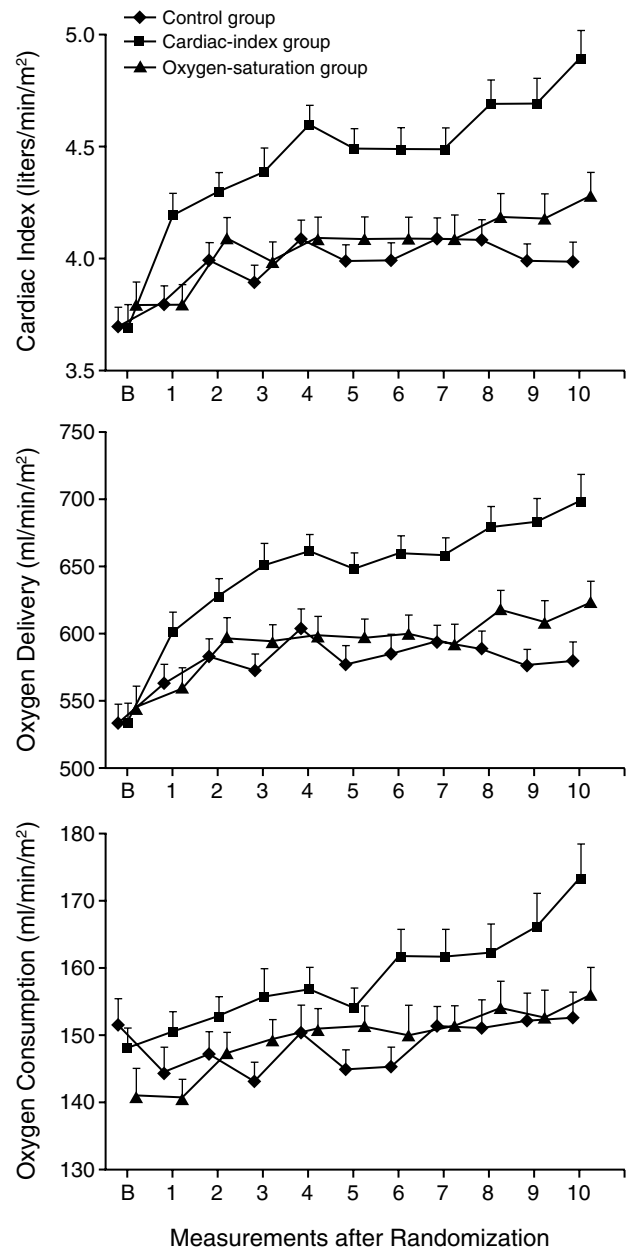 Control group
Cardiac-index group
Oxygen-saturation group
Cardiac Index (liters/min/m²)
5.0
4.5
4.0
3.5
B 1 2 3 4 5 6 7 8 9 10
Oxygen Delivery (ml/min/m²)
750
700
650
600
550
500
B 1 2 3 4 5 6 7 8 9 10
Oxygen Consumption (ml/min/m²)
180
170
160
150
140
130
B 1 2 3 4 5 6 7 8 9 10
Measurements after Randomization